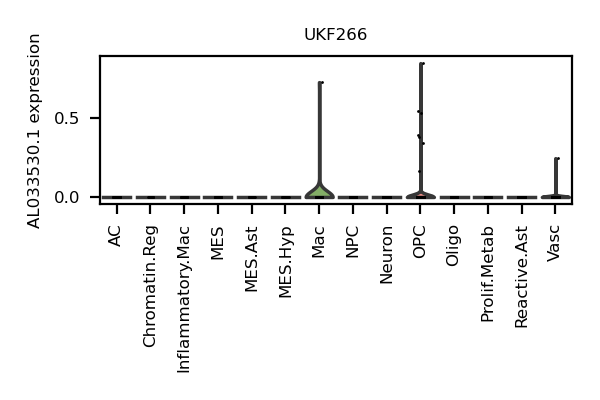 UKF266
AL033530.1 expression
0.5
0.0
AC
Chromatin.Reg
Inflammatory.Mac
MES
MES.Ast
MES.Hyp
Mac
NPC
Neuron
OPC
Oligo
Prolif.Metab
Reactive.Ast
Vasc